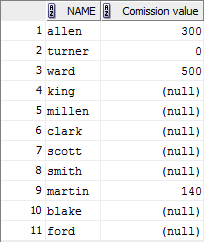 NAME Comission value
1 allen 300
2 turner 0
3 ward 500
4 king (null)
5 millen (null)
6 clark (null)
7 scott (null)
8 smith (null)
9 martin 140
10 blake (null)
11 ford (null)